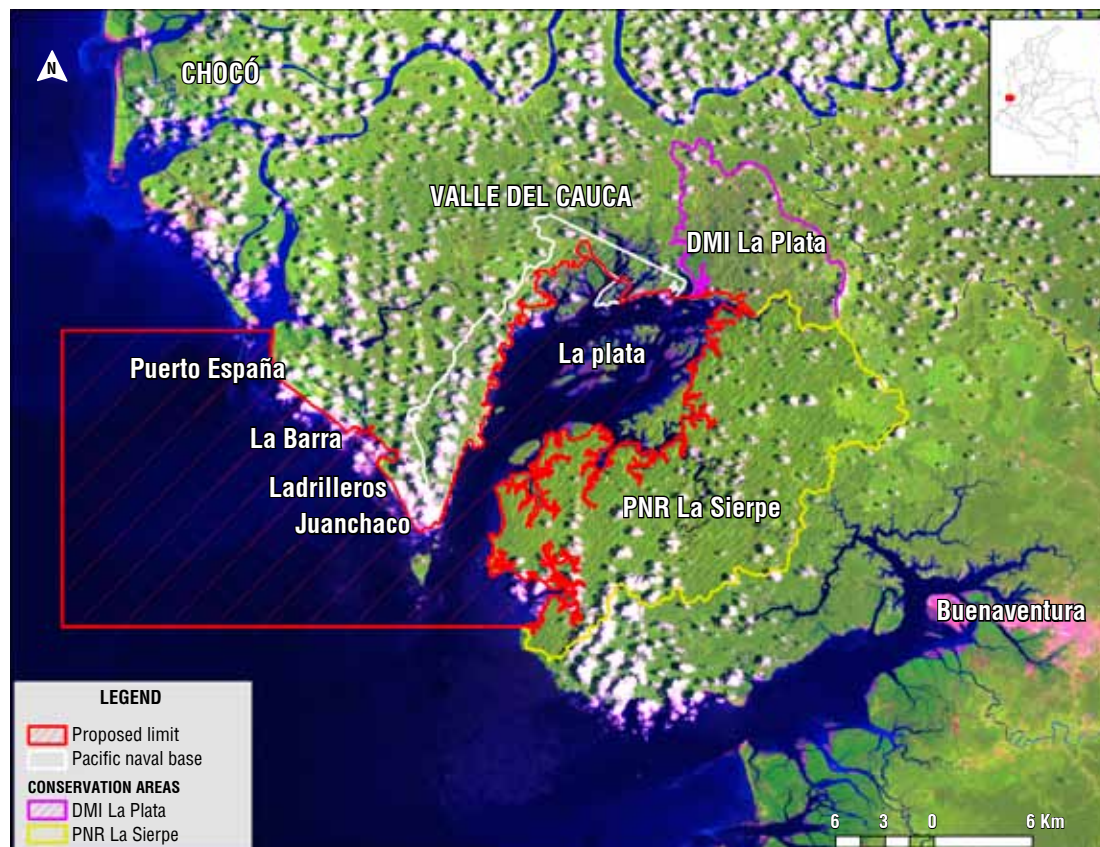 N
CHOCÓ
VALLE DEL CAUCA
DMI La Plata
La plata
Puerto España
La Barra
Ladrilleros
Juanchaco
PNR La Sierpe
Buenaventura
LEGEND
Proposed limit
Pacific naval base
CONSERVATION AREAS
DMI La Plata
PNR La Sierpe
6 3 0 6 Km